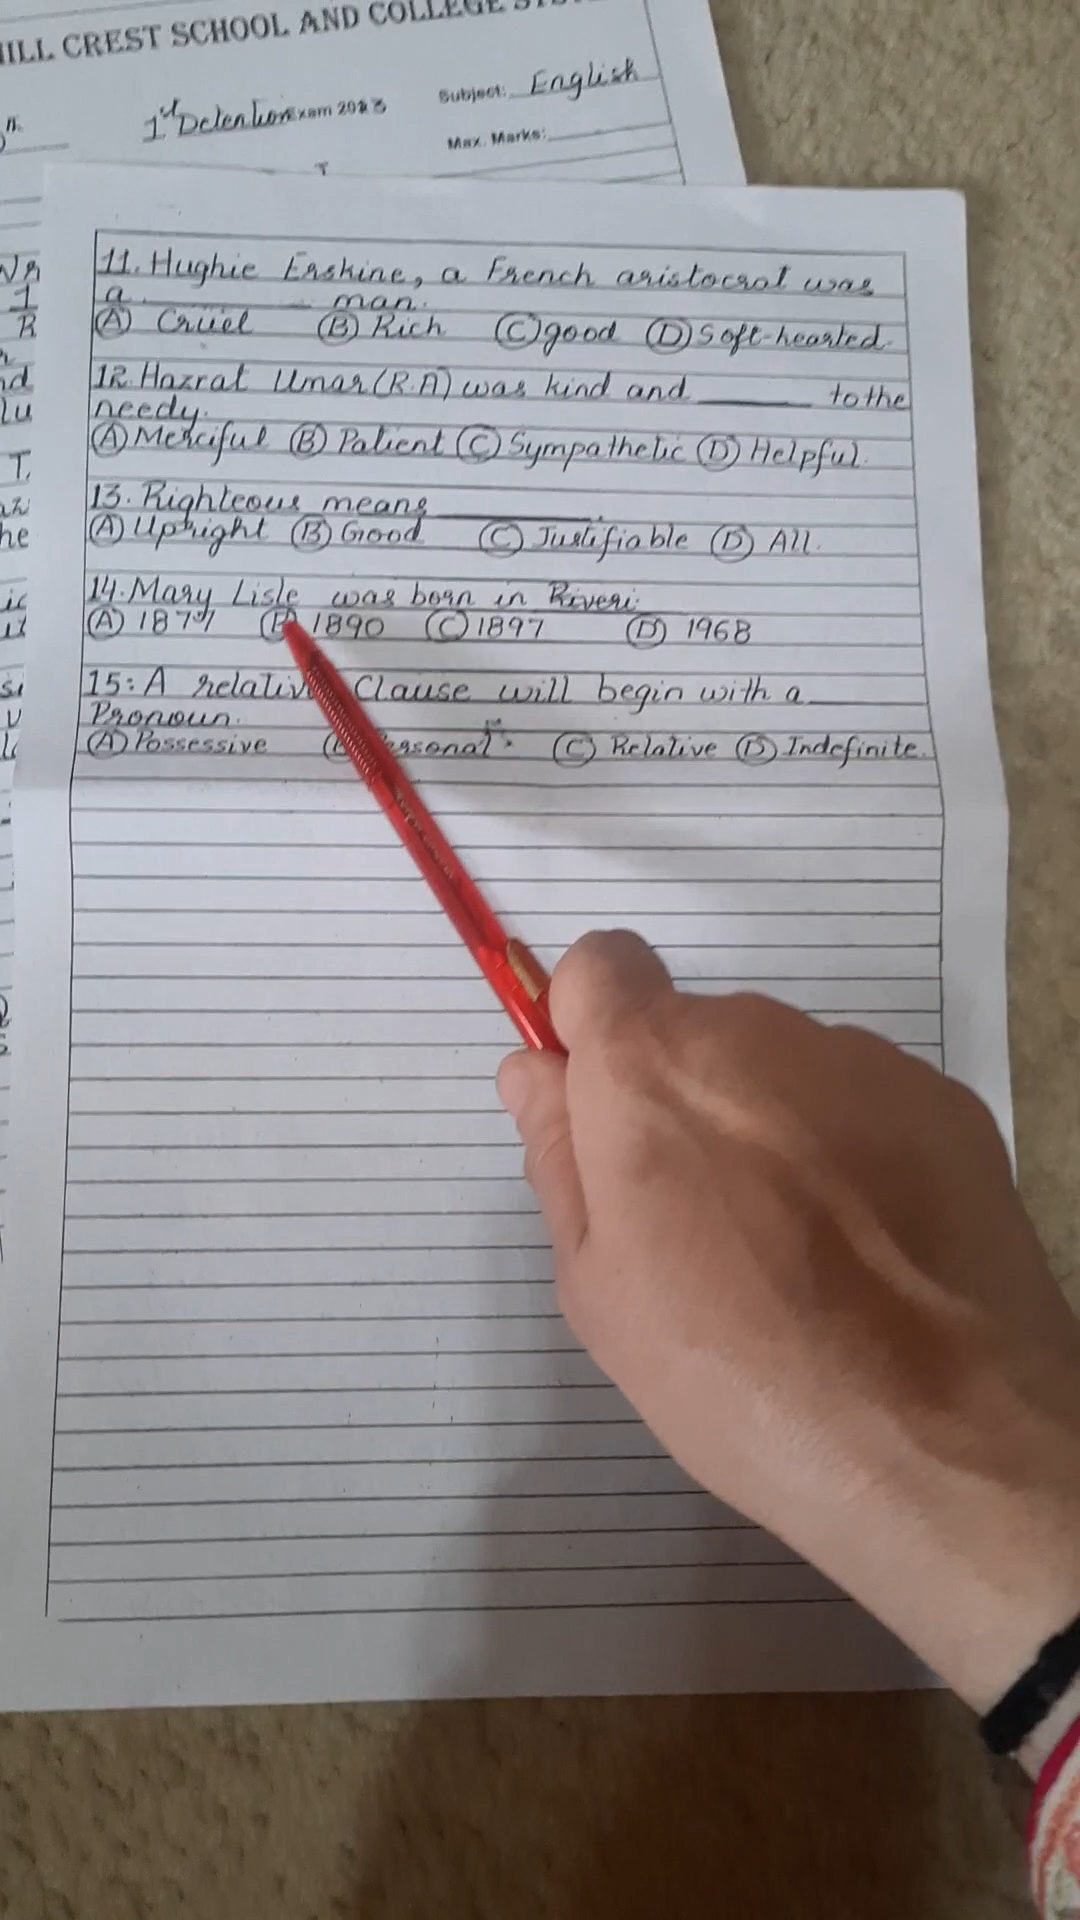 HILL CREST SCHOOL AND COLLEGE
1st Detention Exam 2023
Subject: English
Max. Marks:
11. Hughie Erskine, a French aristocrat was
a ______ man.
(A) Cruel (B) Rich (C) good (D) Soft-hearted.
12. Hazrat Umar (R.A) was kind and ______ to the
needy.
(A) Merciful (B) Patient (C) Sympathetic (D) Helpful.
13. Righteous means ______.
(A) Upright (B) Good (C) Justifiable (D) All.
14. Mary Lisle was born in Riveri.
(A) 1877 (B) 1890 (C) 1897 (D) 1968
15: A relative Clause will begin with a ______
Pronoun.
(A) Possessive (B) Personal. (C) Relative (D) Indefinite.